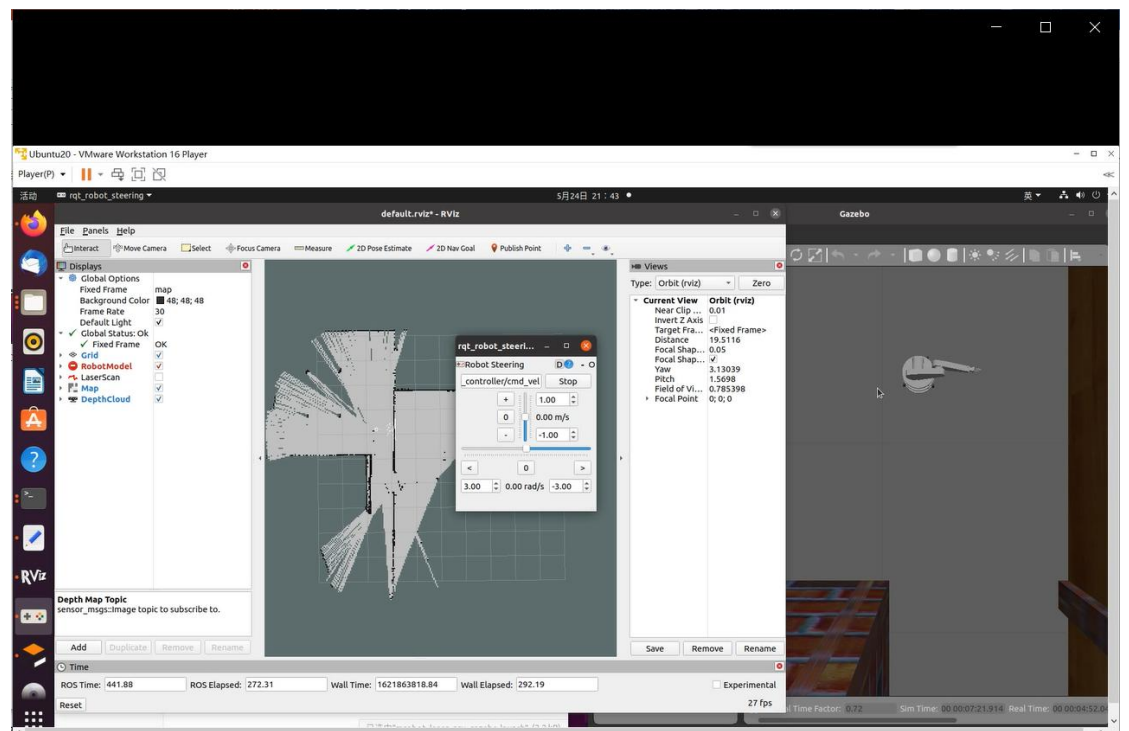 Ubuntu20 - VMware Workstation 16 Player
Player(P)
活动 rqt_robot_steering 5月24日 21：43 英
default.rviz* - RViz
Gazebo
File Panels Help
Interact Move Camera Select Focus Camera Measure 2D Pose Estimate 2D Nav Goal Publish Point
Displays
Global Options
Fixed Frame map
Background Color 48; 48; 48
Frame Rate 30
Default Light
Global Status: Ok
Fixed Frame OK
Grid
RobotModel
LaserScan
Map
DepthCloud
Depth Map Topic
sensor_msgs::Image topic to subscribe to.
Add Duplicate Remove Rename
rqt_robot_steeri...
Robot Steering D - O
_controller/cmd_vel Stop
+ 1.00
0 0.00 m/s
- -1.00
< 0 >
3.00 0.00 rad/s -3.00
Views
Type: Orbit (rviz) Zero
Current View Orbit (rviz)
Near Clip ... 0.01
Invert Z Axis
Target Fra... <Fixed Frame>
Distance 19.5116
Focal Shap... 0.05
Focal Shap...
Yaw 3.13039
Pitch 1.5698
Field of Vi... 0.785398
Focal Point 0; 0; 0
Save Remove Rename
RViz
Time
ROS Time: 441.88 ROS Elapsed: 272.31 Wall Time: 1621863818.84 Wall Elapsed: 292.19 Experimental
Reset 27 fps
Time Factor: 0.72 Sim Time: 00 00:07:21.914 Real Time: 00 00:04:52.04